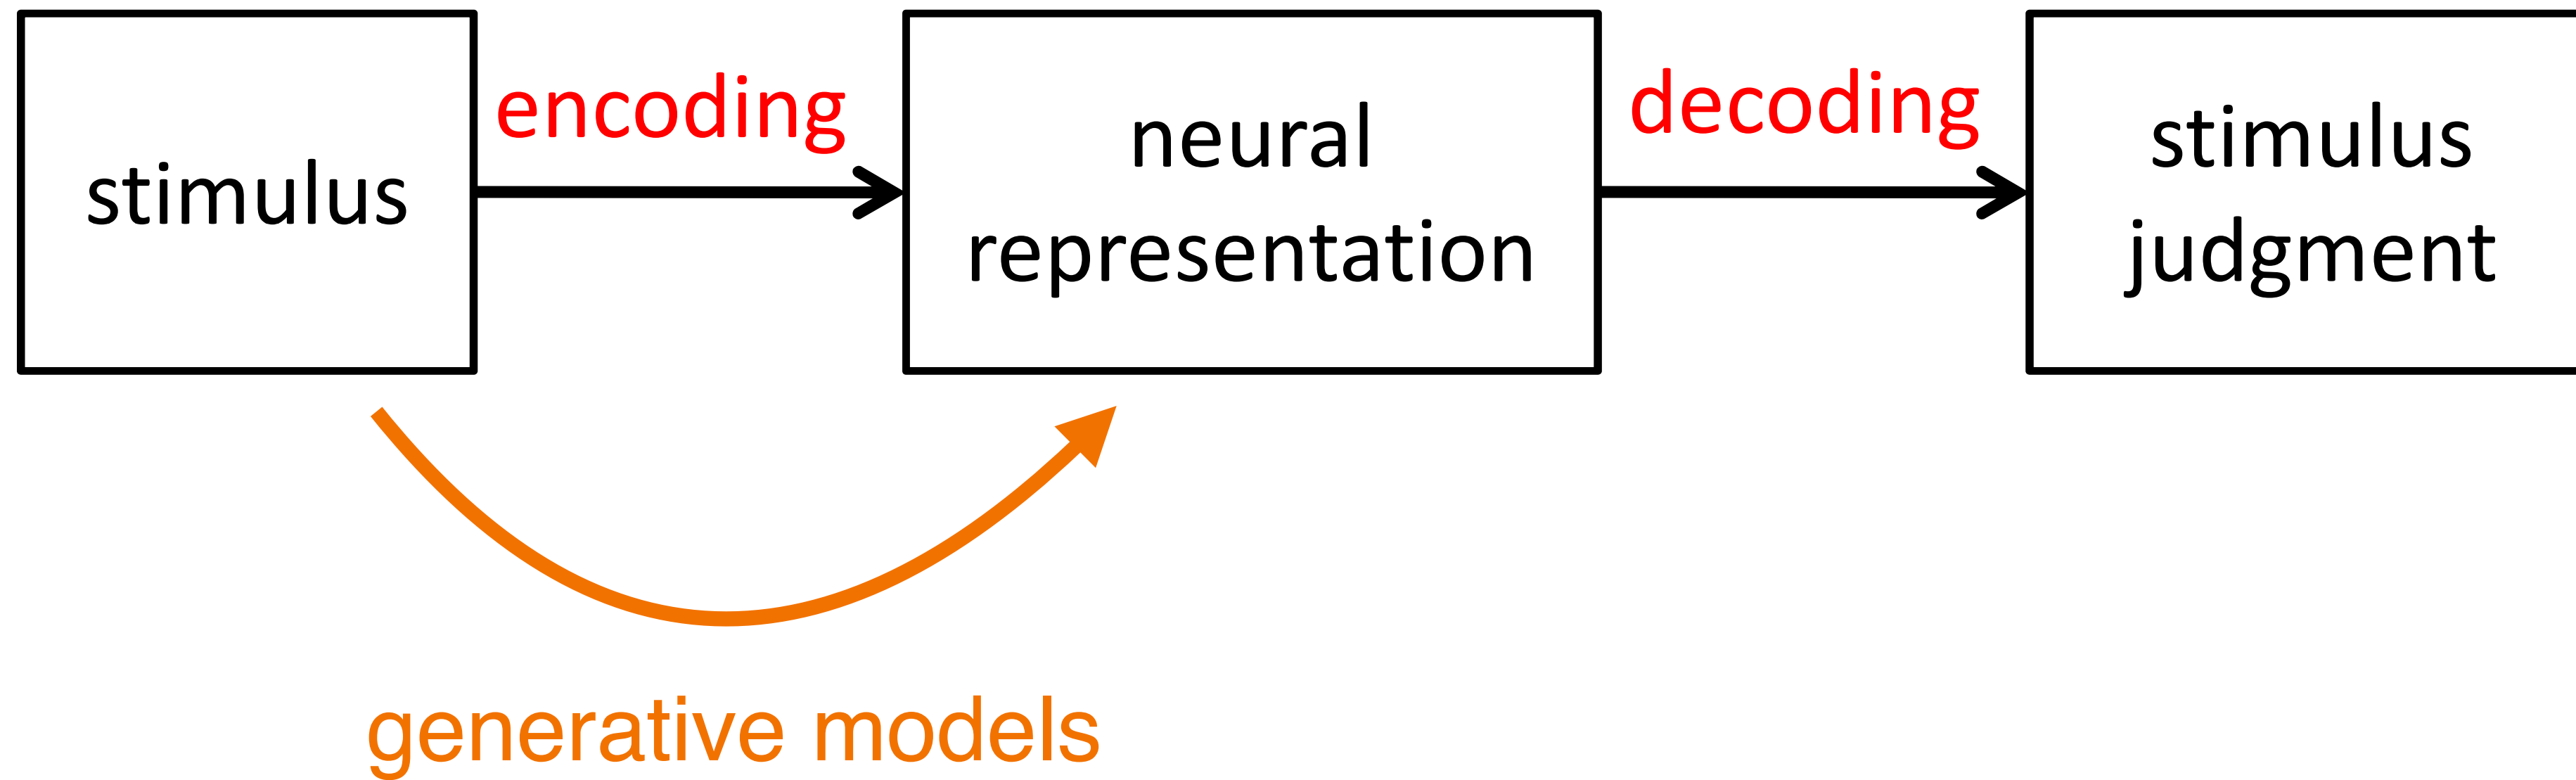 stimulus
encoding
neural
representation
decoding
stimulus
judgment
generative models